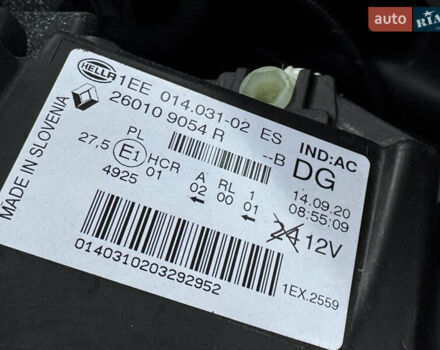 auto RIA
HELLA
1EE 014.031-02 ES
26010 9054 R
--B
IND:AC
DG
PL
27,5 E1 HCR
4925 01
A RL 1
02 00 01
14.09.20
08:55:09
24 12V
MADE IN SLOVENIA
0140310203292952
1EX.2559